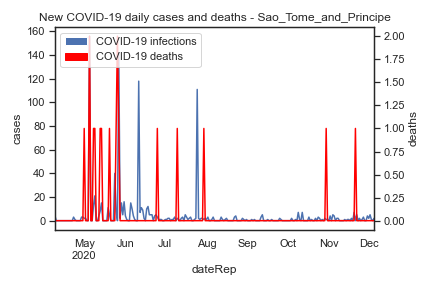 New COVID-19 daily cases and deaths - Sao_Tome_and_Principe
COVID-19 infections
COVID-19 deaths
cases
160
140
120
100
80
60
40
20
0
deaths
2.00
1.75
1.50
1.25
1.00
0.75
0.50
0.25
0.00
May Jun Jul Aug Sep Oct Nov Dec
2020
dateRep